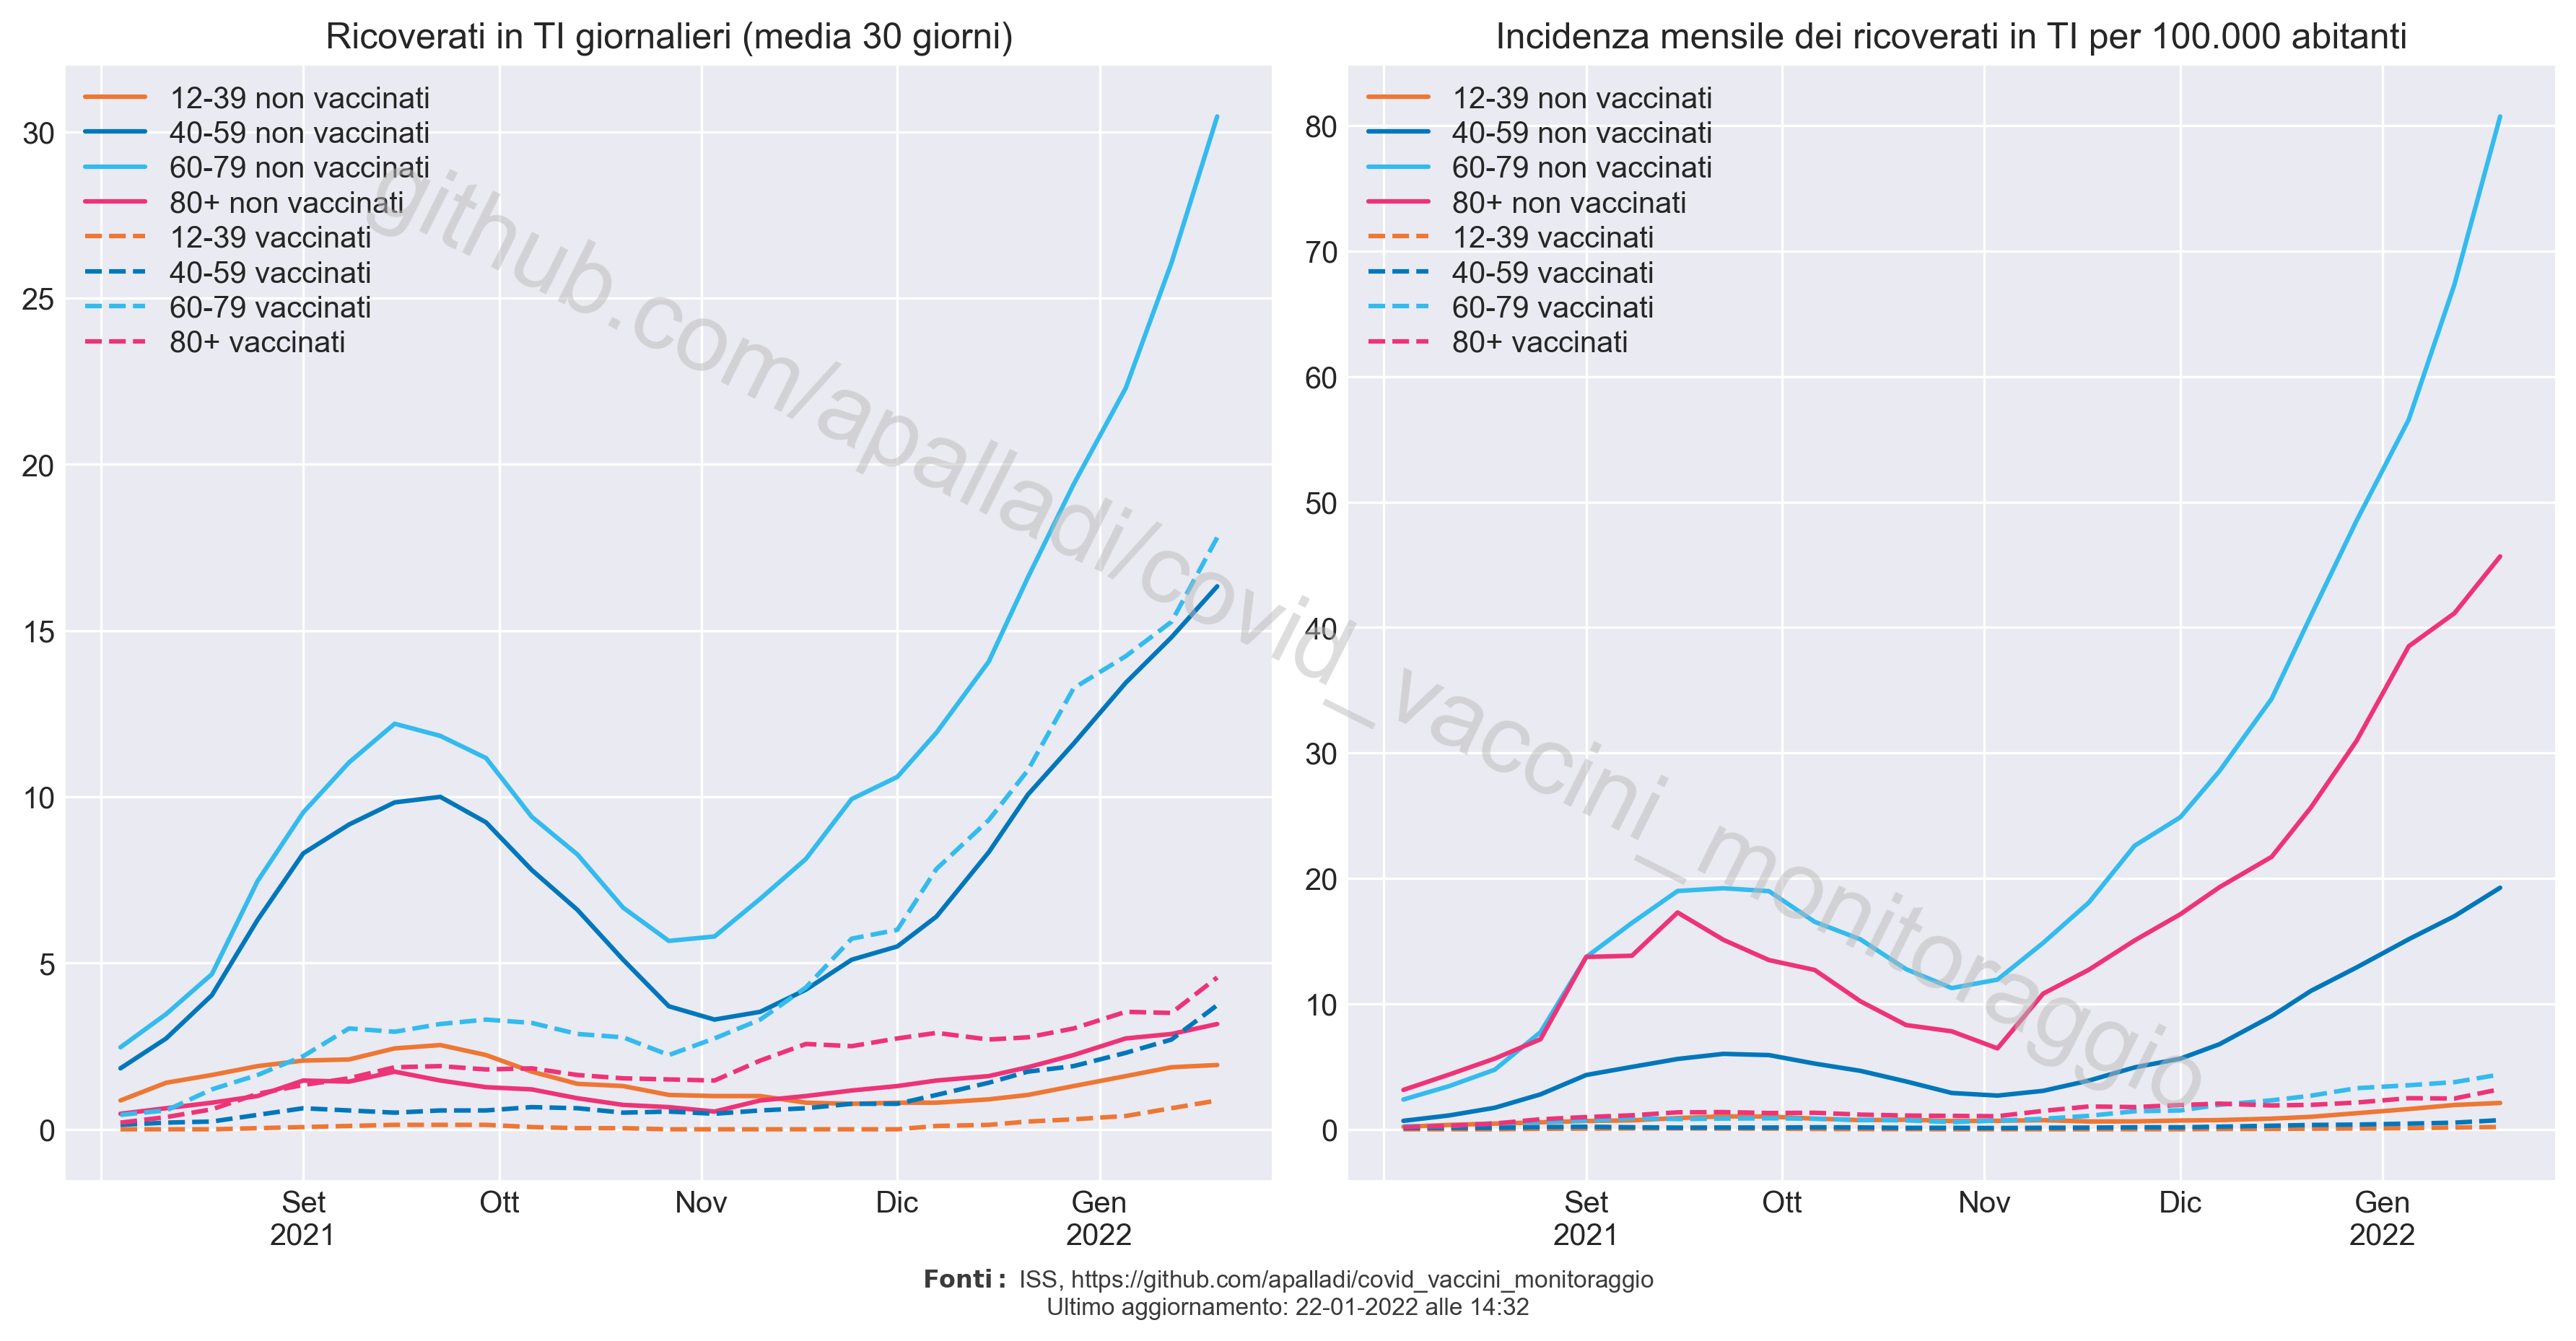 Ricoverati in TI giornalieri (media 30 giorni)
30
25
20
15
10
5
0
12-39 non vaccinati
40-59 non vaccinati
60-79 non vaccinati
80+ non vaccinati
12-39 vaccinati
40-59 vaccinati
60-79 vaccinati
80+ vaccinati
Set
2021
Ott
Nov
Dic
Gen
2022
Incidenza mensile dei ricoverati in TI per 100.000 abitanti
80
70
60
50
40
30
20
10
0
12-39 non vaccinati
40-59 non vaccinati
60-79 non vaccinati
80+ non vaccinati
12-39 vaccinati
40-59 vaccinati
60-79 vaccinati
80+ vaccinati
Set
2021
Ott
Nov
Dic
Gen
2022
github.com/apalladi/covid_vaccini_monitoraggio
Fonti: ISS, https://github.com/apalladi/covid_vaccini_monitoraggio
Ultimo aggiornamento: 22-01-2022 alle 14:32